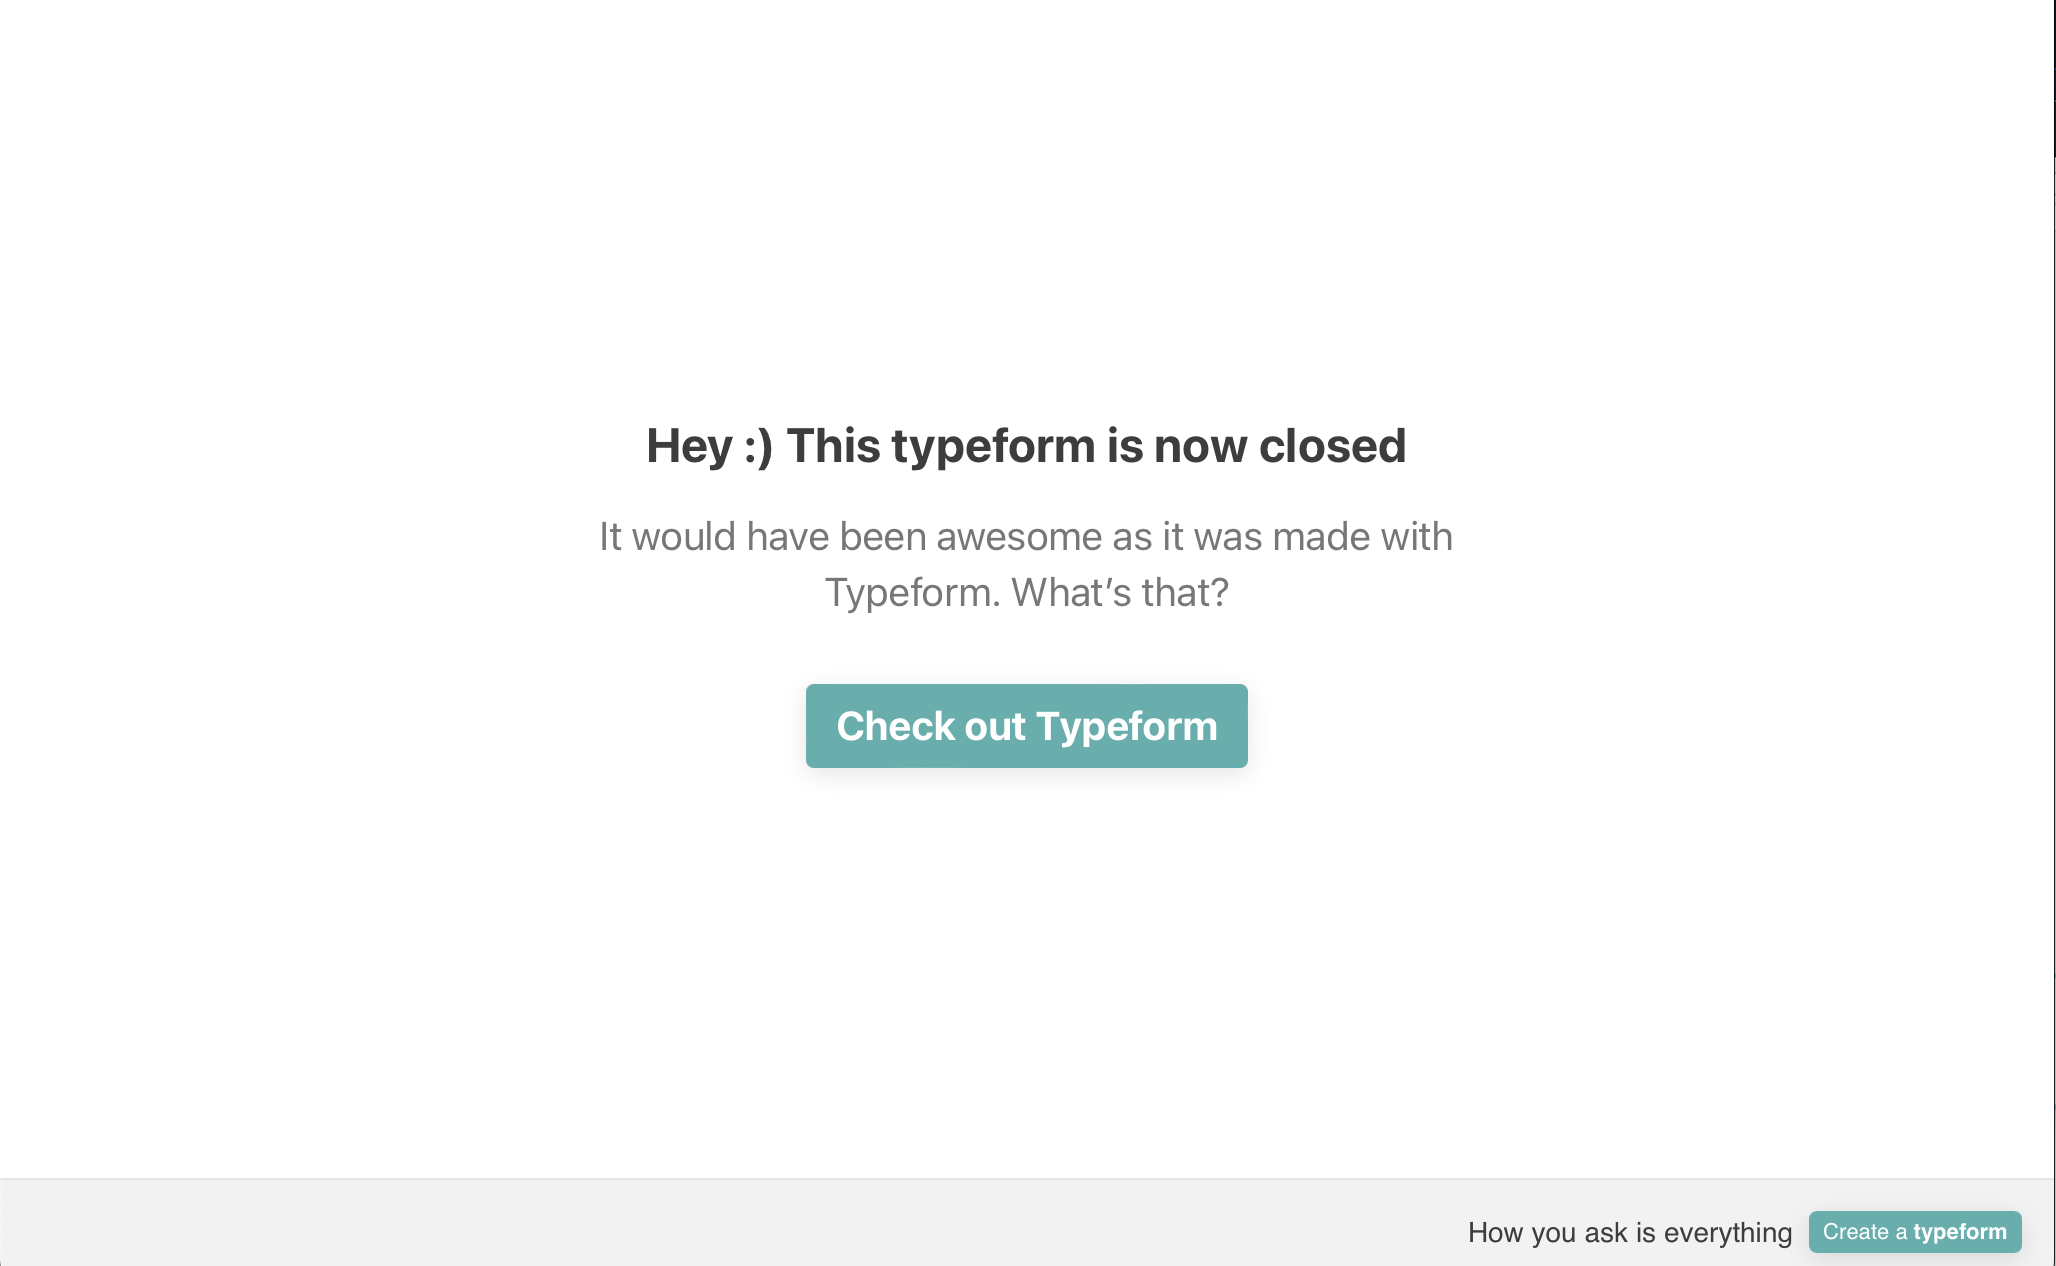 Hey :) This typeform is now closed
It would have been awesome as it was made with
Typeform. What’s that?
Check out Typeform
How you ask is everything
Create a typeform